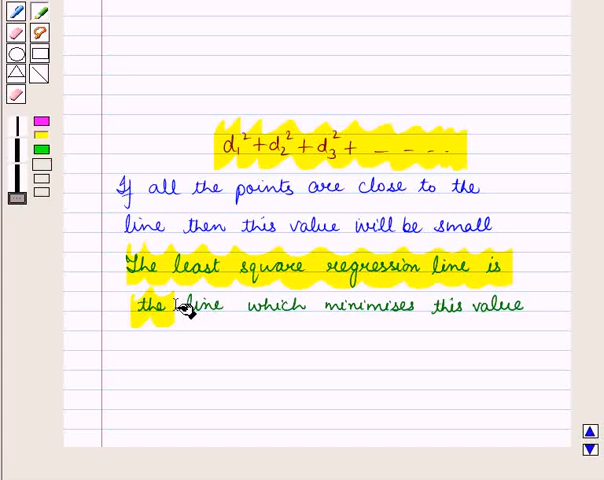 d₁² + d₂² + d₃² + _ _ _ . .
If all the points are close to the
line then this value will be small
The least square regression line is
the line which minimises this value